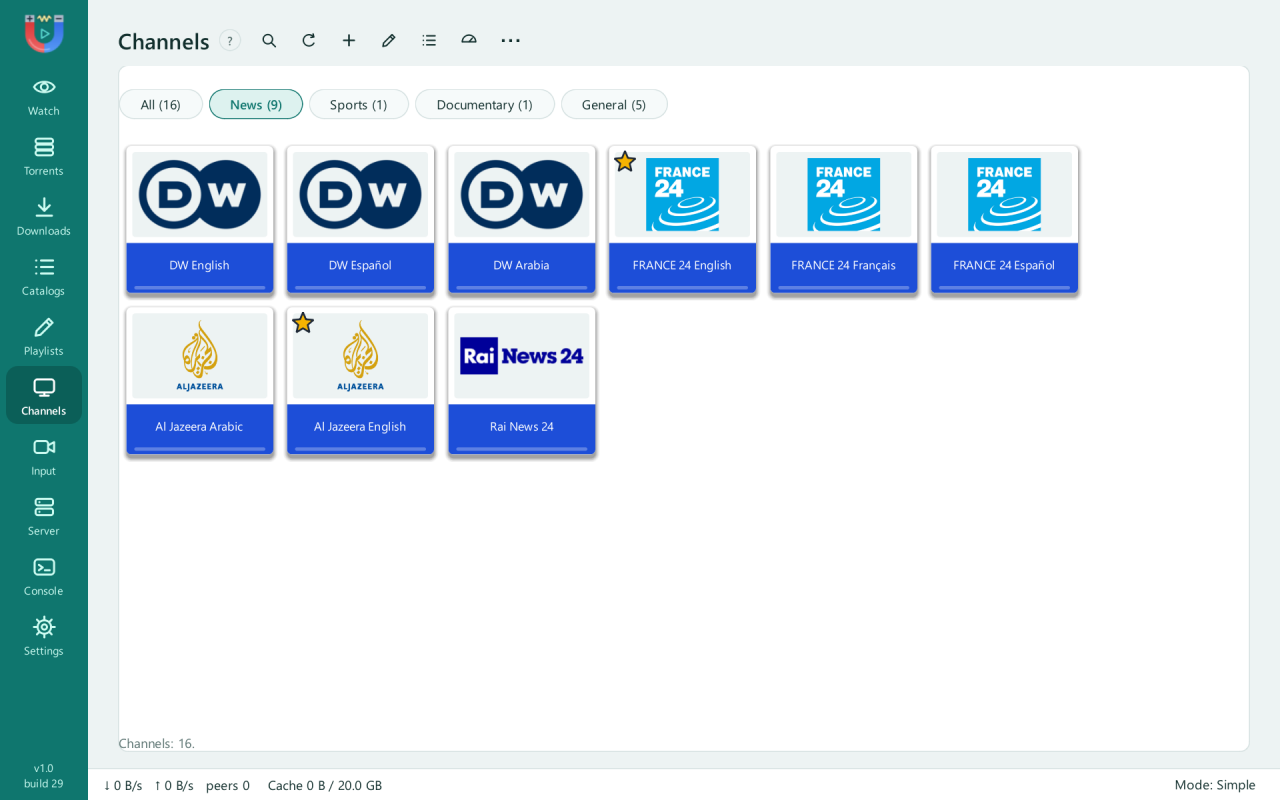 Channels ?
All (16) News (9) Sports (1) Documentary (1) General (5)
Watch
Torrents
Downloads
Catalogs
Playlists
Channels
Input
Server
Console
Settings
v1.0
build 29
DW DW DW FRANCE 24 FRANCE 24 FRANCE 24
DW English DW Español DW Arabia FRANCE 24 English FRANCE 24 Français FRANCE 24 Español
ALJAZEERA ALJAZEERA Rai News 24
Al Jazeera Arabic Al Jazeera English Rai News 24
Channels: 16.
↓ 0 B/s ↑ 0 B/s peers 0 Cache 0 B / 20.0 GB Mode: Simple